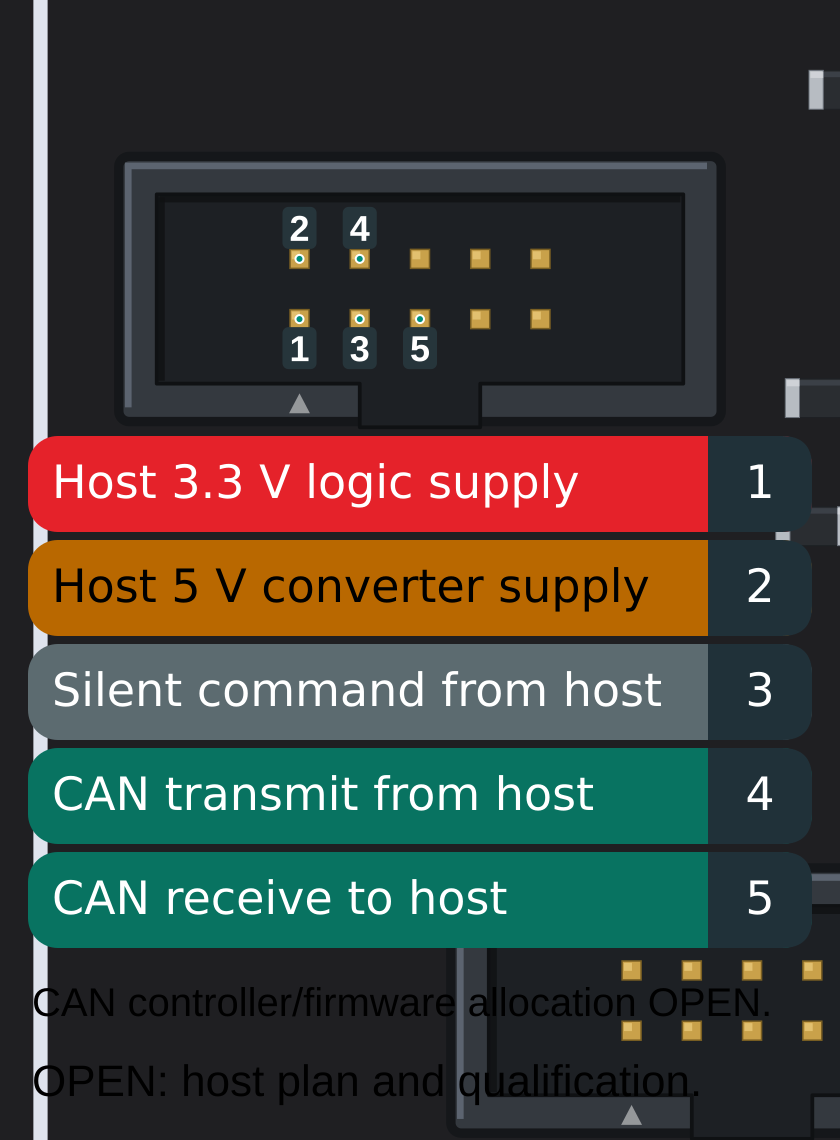 2 4
1 3 5
Host 3.3 V logic supply 1
Host 5 V converter supply 2
Silent command from host 3
CAN transmit from host 4
CAN receive to host 5
CAN controller/firmware allocation OPEN.
OPEN: host plan and qualification.